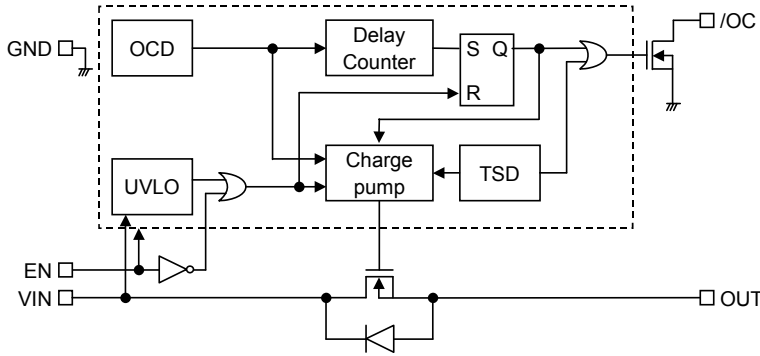 GND
OCD
Delay
Counter
S Q
R
/OC
UVLO
Charge
pump
TSD
EN
VIN
OUT